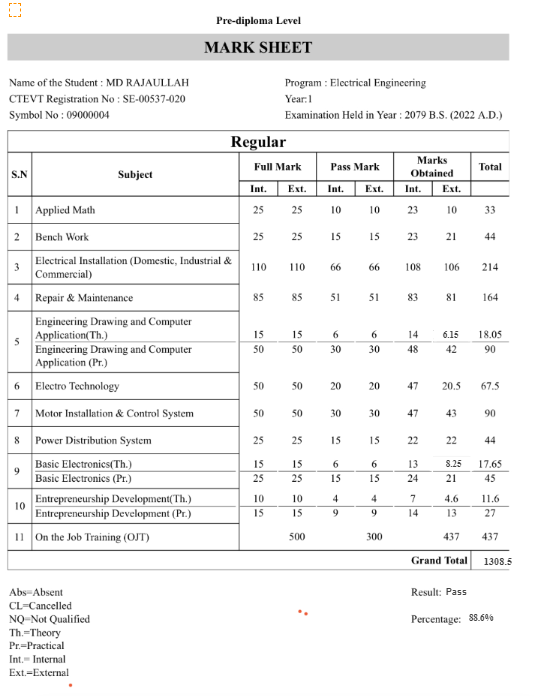 Pre-diploma Level
MARK SHEET
Name of the Student : MD RAJAULLAH Program : Electrical Engineering
CTEVT Registration No : SE-00537-020 Year:1
Symbol No : 09000004 Examination Held in Year : 2079 B.S. (2022 A.D.)
Regular
S.N Subject Full Mark Pass Mark Marks Obtained Total
Int. Ext. Int. Ext. Int. Ext.
1 Applied Math 25 25 10 10 23 10 33
2 Bench Work 25 25 15 15 23 21 44
3 Electrical Installation (Domestic, Industrial &
Commercial) 110 110 66 66 108 106 214
4 Repair & Maintenance 85 85 51 51 83 81 164
5 Engineering Drawing and Computer
Application(Th.) 15 15 6 6 14 6.15 18.05
Engineering Drawing and Computer 50 50 30 30 48 42 90
Application (Pr.)
6 Electro Technology 50 50 20 20 47 20.5 67.5
7 Motor Installation & Control System 50 50 30 30 47 43 90
8 Power Distribution System 25 25 15 15 22 22 44
9 Basic Electronics(Th.) 15 15 6 6 13 8.25 17.65
Basic Electronics (Pr.) 25 25 15 15 24 21 45
10 Entrepreneurship Development(Th.) 10 10 4 4 7 4.6 11.6
Entrepreneurship Development (Pr.) 15 15 9 9 14 13 27
11 On the Job Training (OJT) 500 300 437 437
Grand Total 1308.5
Abs=Absent Result: Pass
CL=Cancelled
NQ=Not Qualified Percentage: 88.6%
Th.=Theory
Pr.=Practical
Int.= Internal
Ext.=External